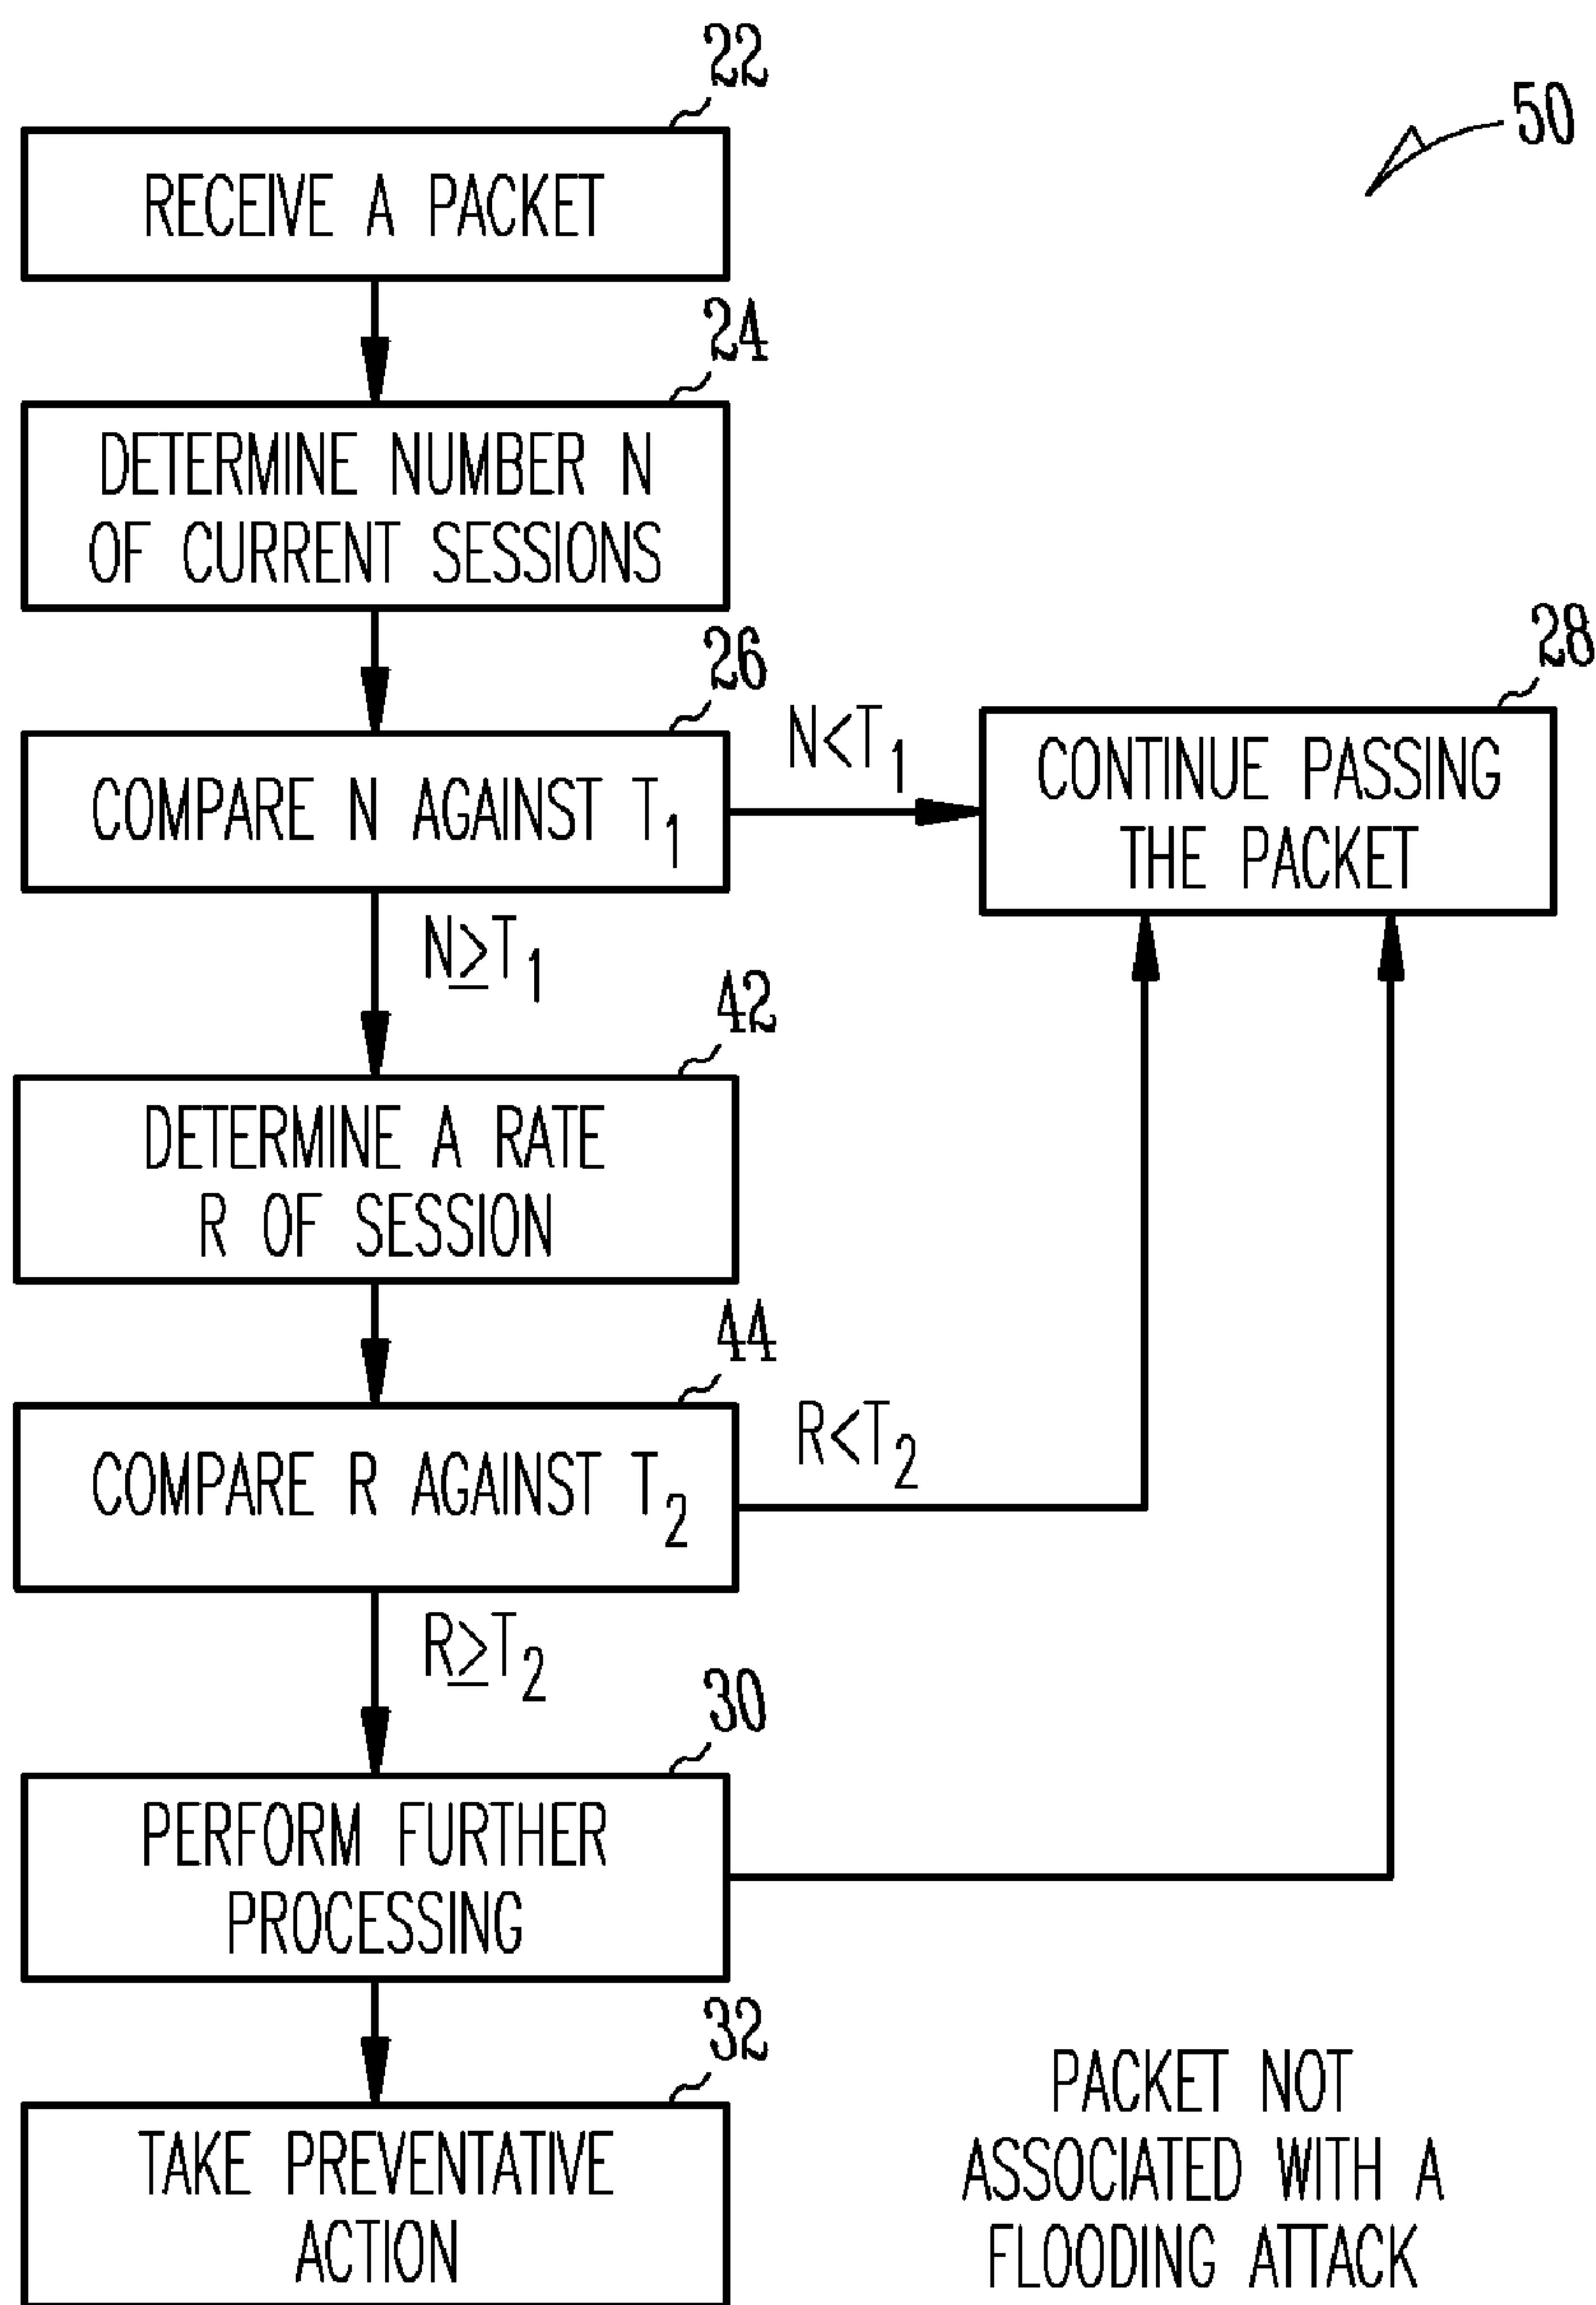 22
50
RECEIVE A PACKET
24
DETERMINE NUMBER N
OF CURRENT SESSIONS
26
28
COMPARE N AGAINST T₁
N<T₁
CONTINUE PASSING
THE PACKET
N≥T₁
42
DETERMINE A RATE
R OF SESSION
44
COMPARE R AGAINST T₂
R<T₂
R≥T₂
30
PERFORM FURTHER
PROCESSING
32
TAKE PREVENTATIVE
ACTION
PACKET NOT
ASSOCIATED WITH A
FLOODING ATTACK